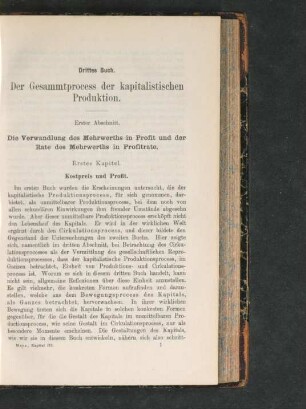 Drittes Buch.
Der Gesammtprocess der kapitalistischen
Produktion.
Erster Abschnitt.
Die Verwandlung des Mehrwerths in Profit und der
Rate des Mehrwerths in Profitrate.
Erstes Kapitel.
Kostpreis und Profit.
Im ersten Buch wurden die Erscheinungen untersucht, die der
kapitalistische Produktionsprocess, für sich genommen, dar-
bietet, als unmittelbarer Produktionsprocess, bei dem noch von
allen sekundären Einwirkungen ihm fremder Umstände abgesehn
wurde. Aber dieser unmittelbare Produktionsprocess erschöpft nicht
den Lebenslauf des Kapitals. Er wird in der wirklichen Welt
ergänzt durch den Cirkulationsprocess, und dieser bildete
den Gegenstand der Untersuchungen des zweiten Buchs. Hier zeigte
sich, namentlich im dritten Abschnitt, bei Betrachtung des Cirku-
lationsprocesses als der Vermittlung des gesellschaftlichen Repro-
duktionsprocesses, dass der kapitalistische Produktionsprocess, im
Ganzen betrachtet, Einheit von Produktions- und Cirkulations-
process ist. Worum es sich in diesem dritten Buch handelt, kann
nicht sein, allgemeine Reflexionen über diese Einheit anzustellen.
Es gilt vielmehr, die konkreten Formen aufzufinden und darzu-
stellen, welche aus dem Bewegungsprocess des Kapitals,
als Ganzes betrachtet, hervorwachsen. In ihrer wirklichen
Bewegung treten sich die Kapitale in solchen konkreten Formen
gegenüber, für die die Gestalt des Kapitals im unmittelbaren Pro-
duktionsprocess, wie seine Gestalt im Cirkulationsprocess, nur als
besondere Momente erscheinen. Die Gestaltungen des Kapitals,
wie wir sie in diesem Buch entwickeln, nähern sich also schritt-
Marx, Kapital III. 1